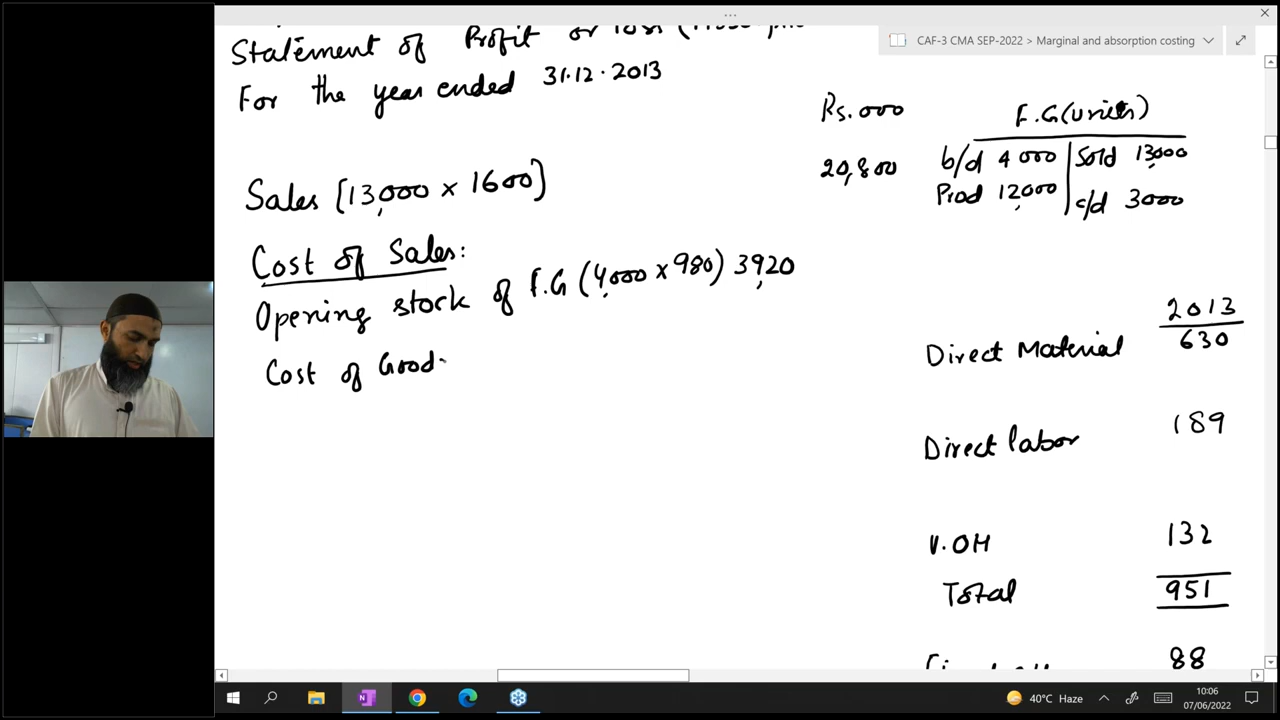 CAF-3 CMA SEP-2022 > Marginal and absorption costing
Statement of Profit or loss
For the year ended 31.12.2013
Rs.000
F.G(Units)
b/d 4000 Sold 13,000
Prod 12,000 c/d 3000
Sales [13,000 × 1600] 20,800
Cost of Sales:
Opening stock of F.G (4,000 × 980) 3,920
Cost of Good
2013
Direct Material 630
Direct labor 189
V.OH 132
Total 951
88
40°C Haze
10:06
07/06/2022